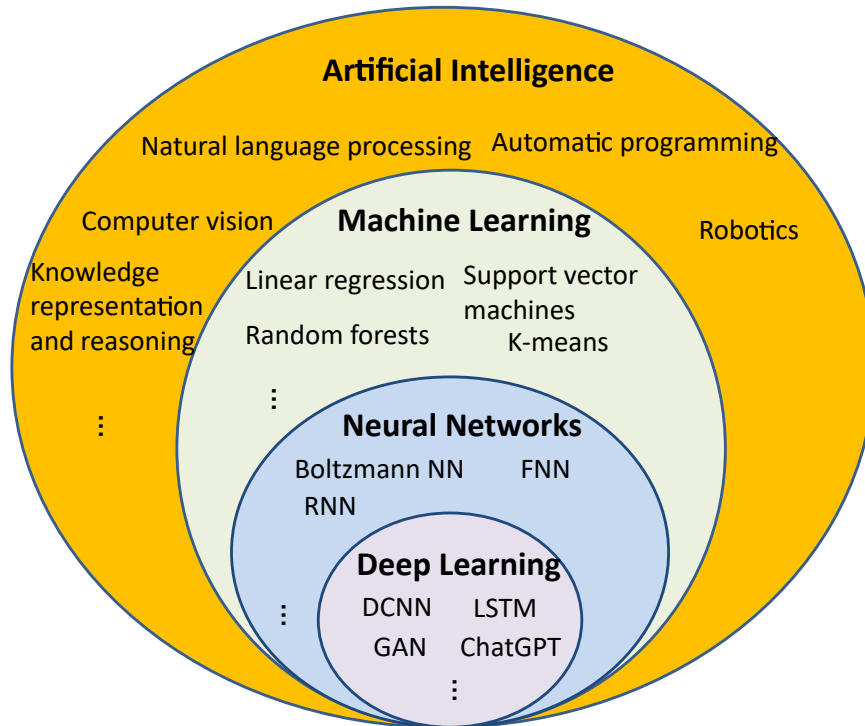 Artificial Intelligence
Natural language processing
Automatic programming
Computer vision
Robotics
Knowledge
representation
and reasoning
⋮
Machine Learning
Linear regression
Support vector
machines
Random forests
K-means
⋮
Neural Networks
Boltzmann NN
FNN
RNN
⋮
Deep Learning
DCNN
LSTM
GAN
ChatGPT
⋮